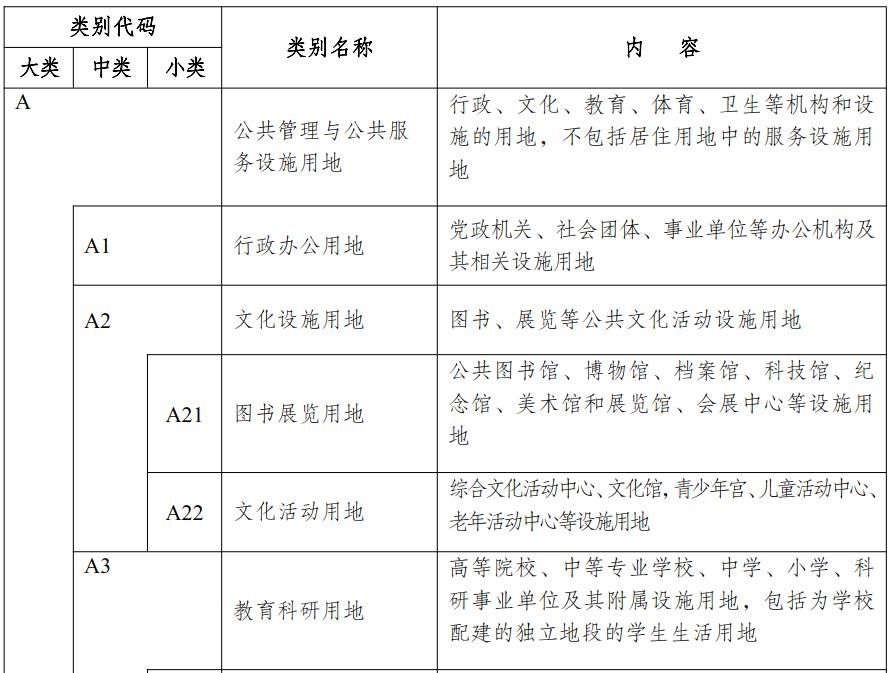 类别代码
类别名称
内 容
大类
中类
小类
A
公共管理与公共服
务设施用地
行政、文化、教育、体育、卫生等机构和设
施的用地，不包括居住用地中的服务设施用
地
A1
行政办公用地
党政机关、社会团体、事业单位等办公机构及
其相关设施用地
A2
文化设施用地
图书、展览等公共文化活动设施用地
A21
图书展览用地
公共图书馆、博物馆、档案馆、科技馆、纪
念馆、美术馆和展览馆、会展中心等设施用
地
A22
文化活动用地
综合文化活动中心、文化馆，青少年宫、儿童活动中心、
老年活动中心等设施用地
A3
教育科研用地
高等院校、中等专业学校、中学、小学、科
研事业单位及其附属设施用地，包括为学校
配建的独立地段的学生生活用地